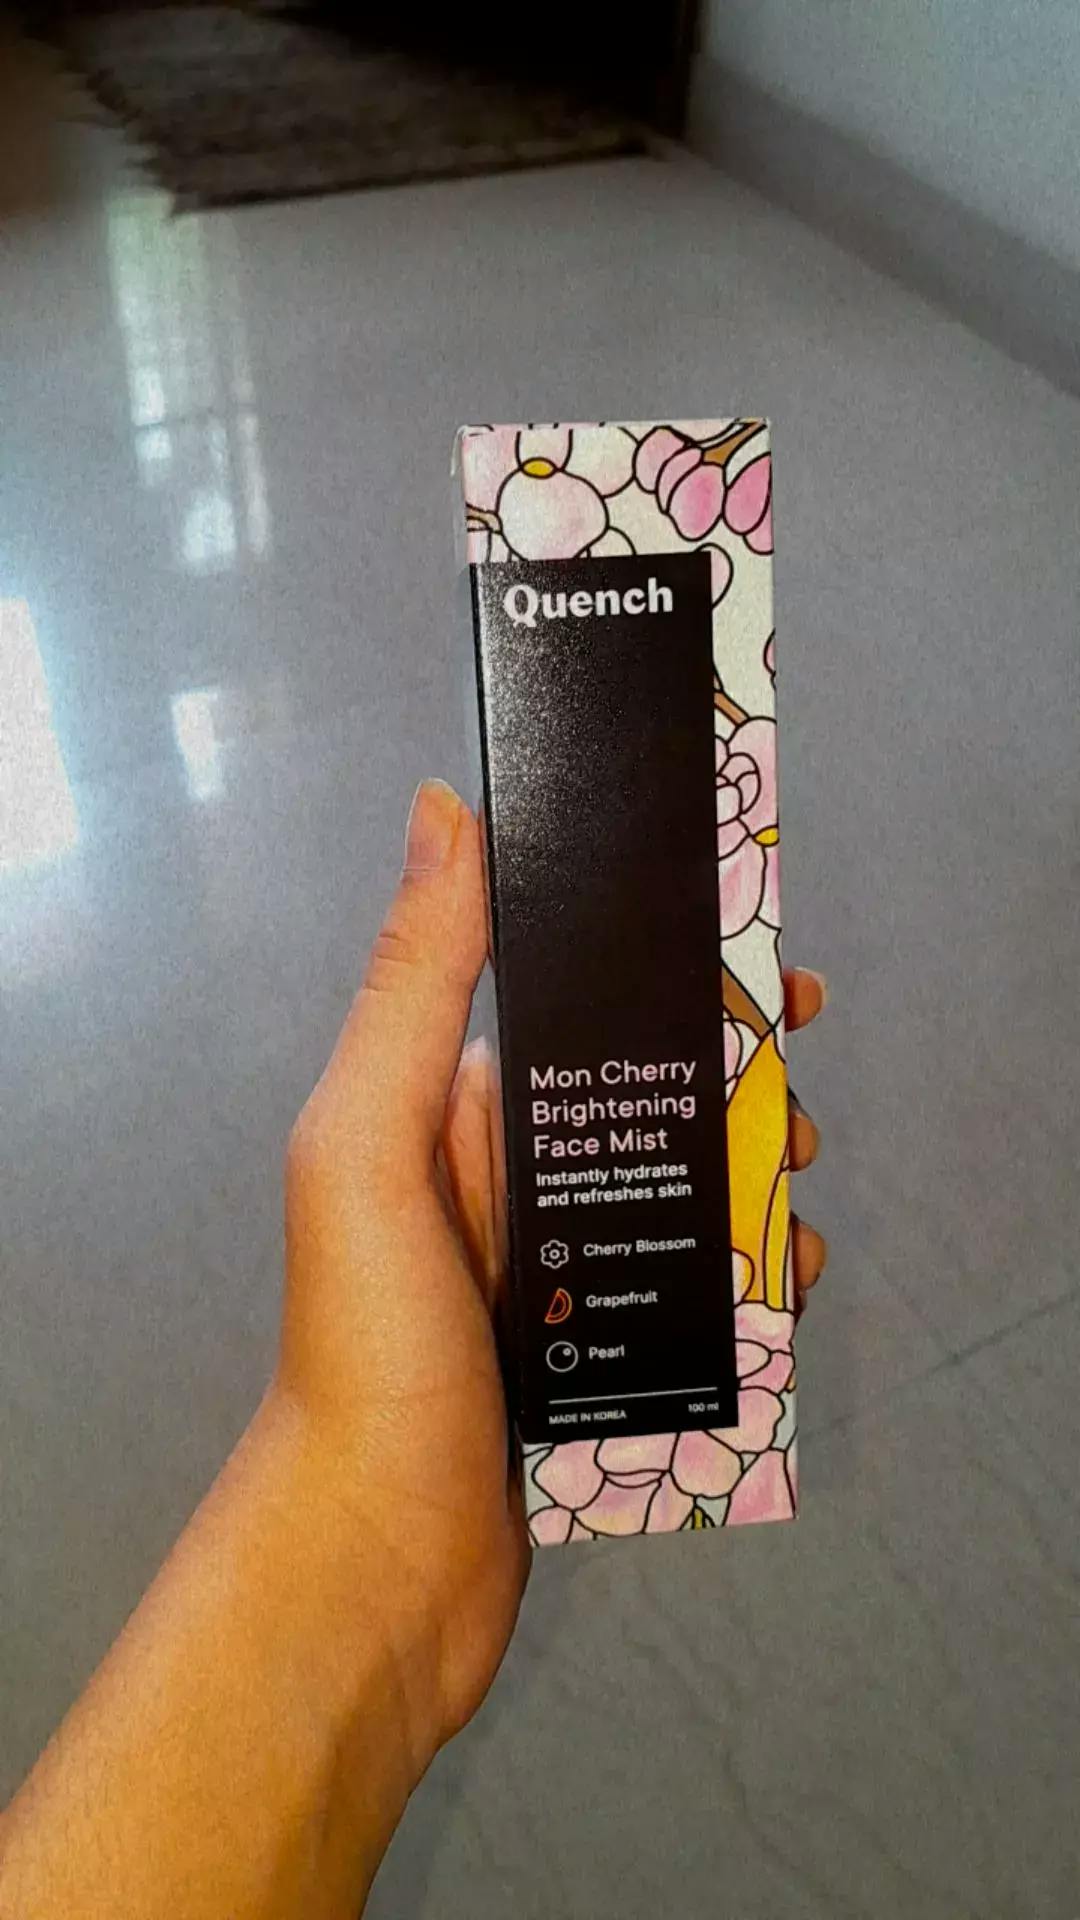 Quench
Mon Cherry
Brightening
Face Mist
Instantly hydrates
and refreshes skin
Cherry Blossom
Grapefruit
Pearl
MADE IN KOREA 100 ml